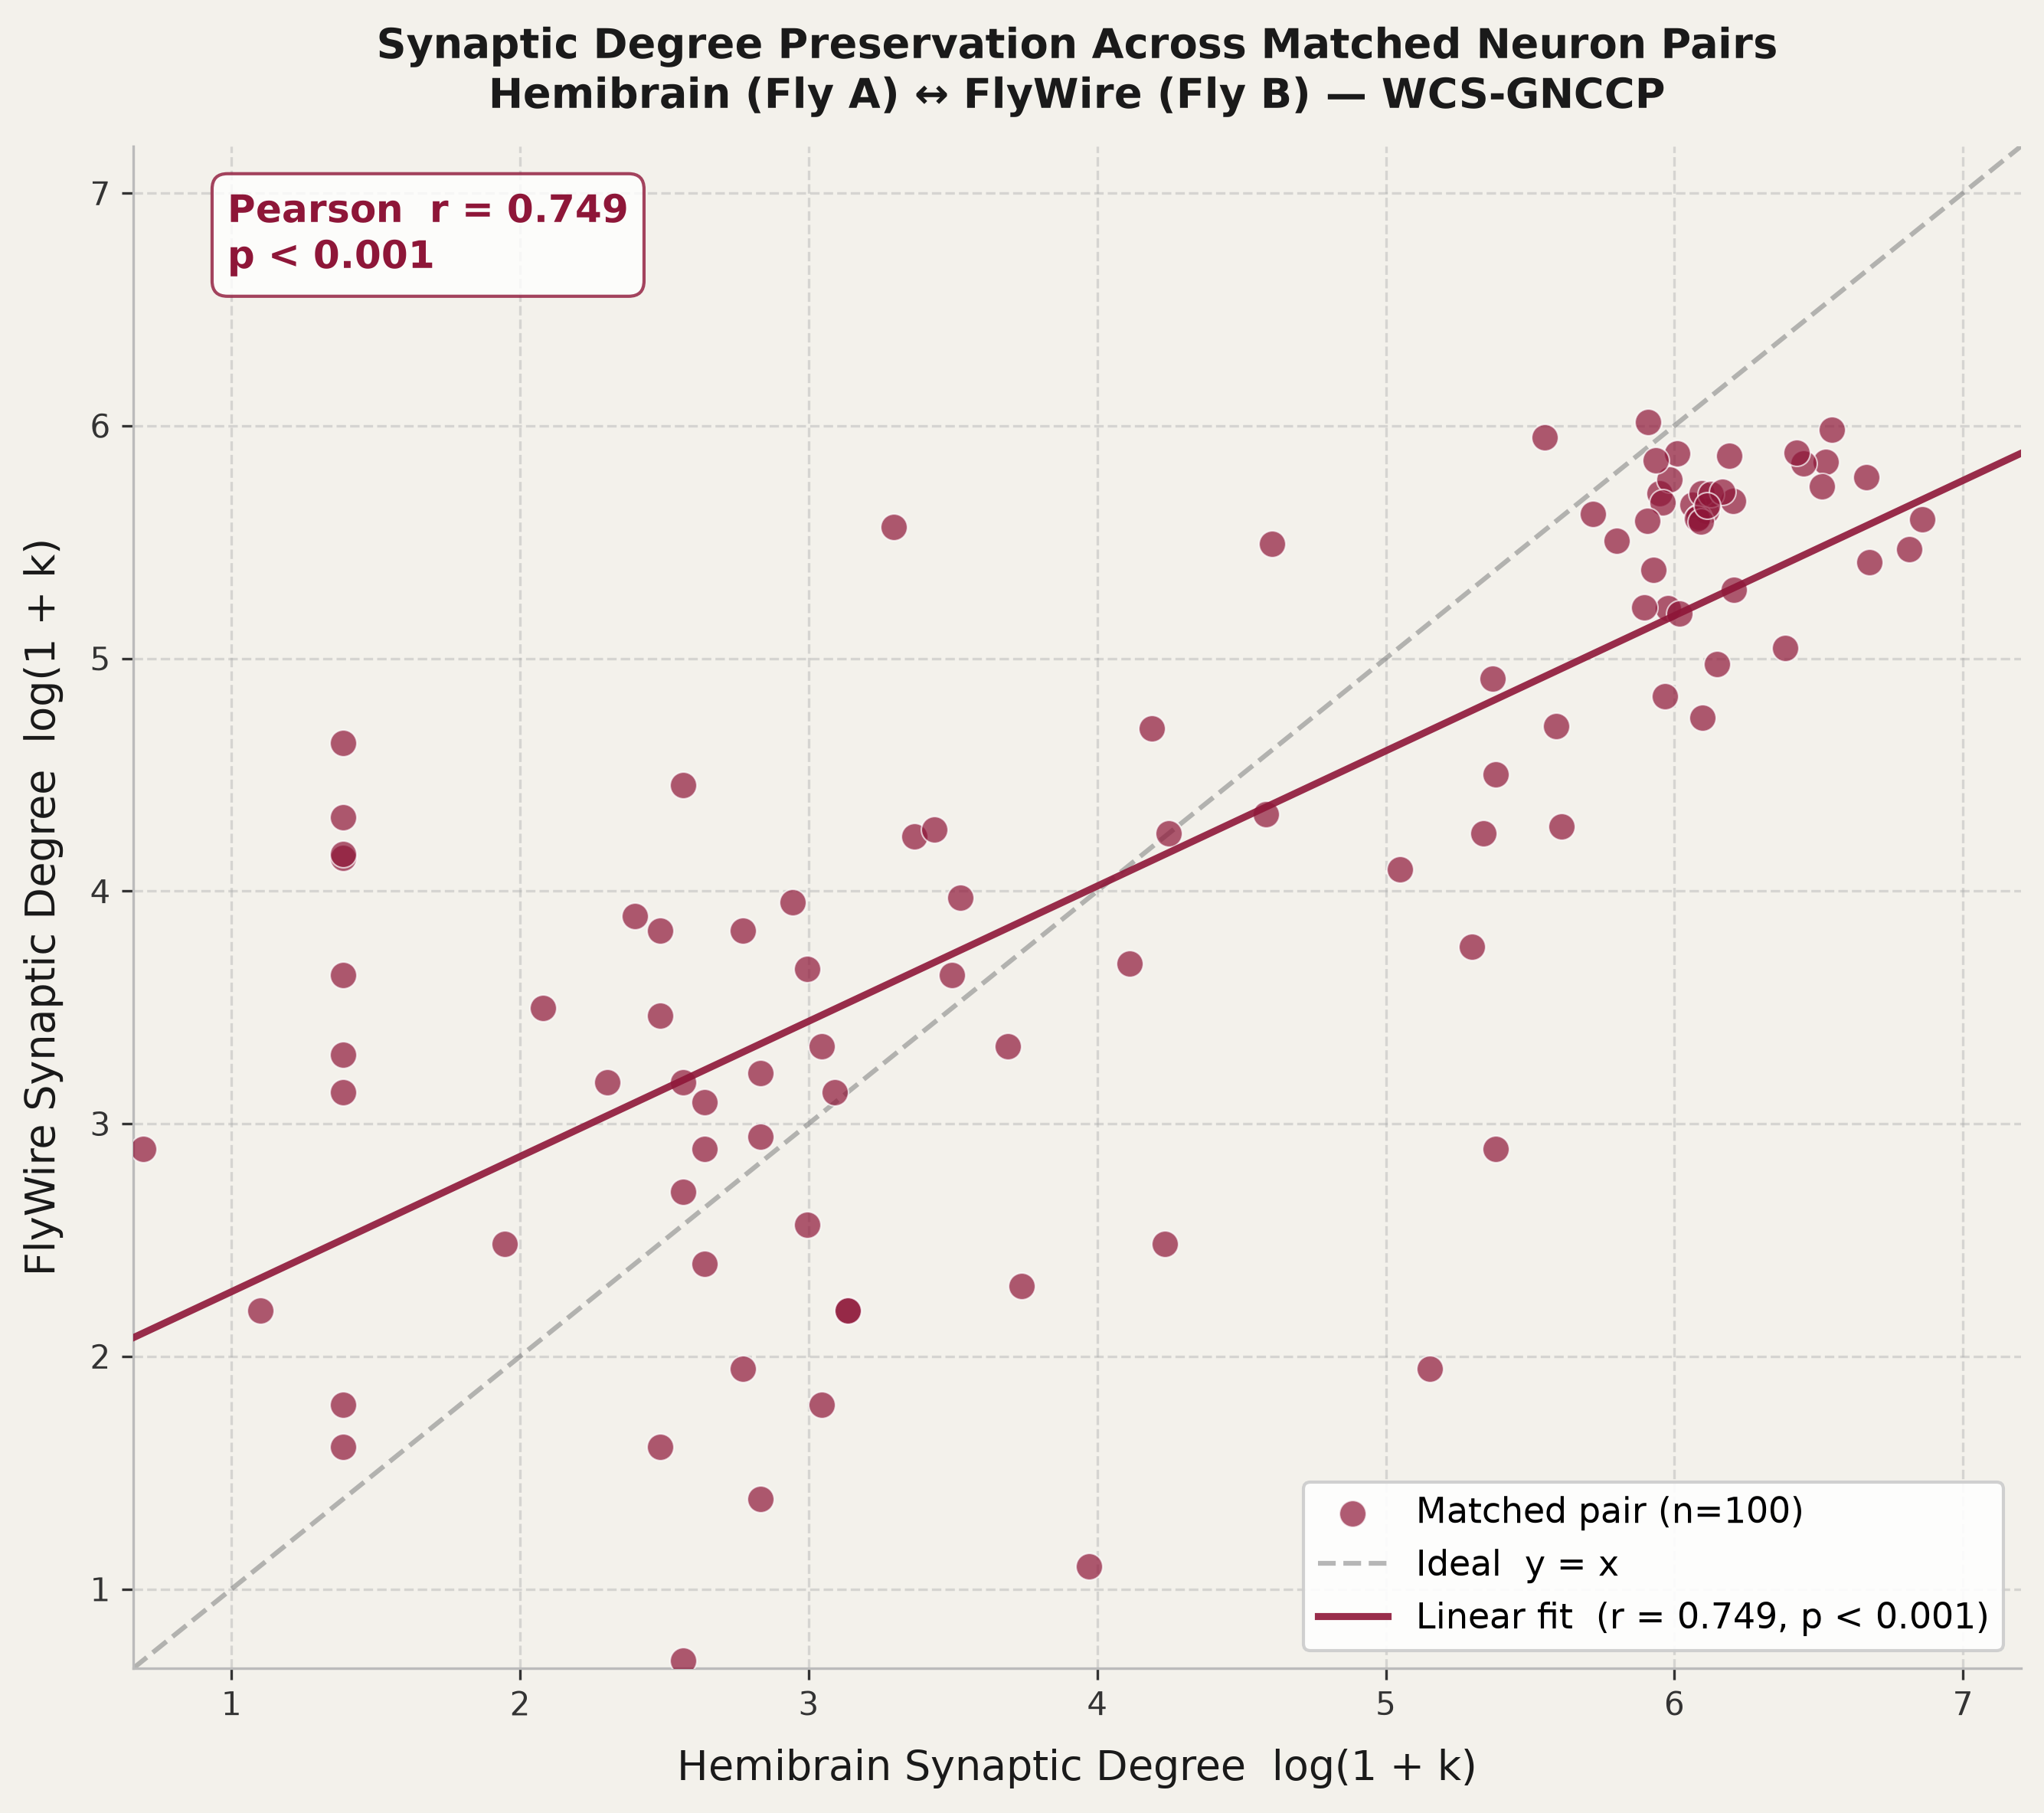 Synaptic Degree Preservation Across Matched Neuron Pairs
Hemibrain (Fly A) ↔ FlyWire (Fly B) — WCS-GNCCP
Pearson  r = 0.749
p < 0.001
FlyWire Synaptic Degree  log(1 + k)
7
6
5
4
3
2
1
Matched pair (n=100)
Ideal  y = x
Linear fit  (r = 0.749, p < 0.001)
1 2 3 4 5 6 7
Hemibrain Synaptic Degree  log(1 + k)